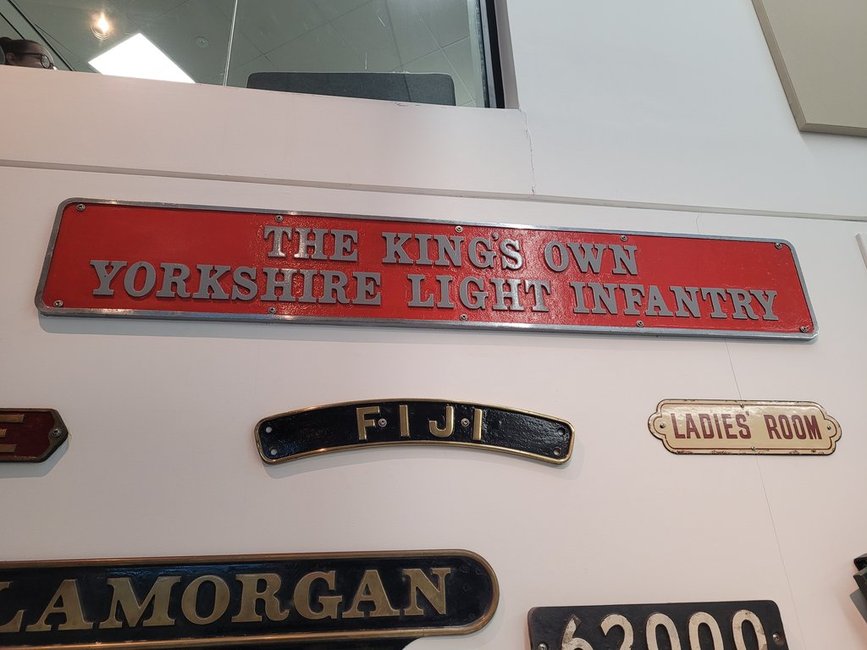 THE KING'S OWN
YORKSHIRE LIGHT INFANTRY
E
FIJI
LADIES' ROOM
LAMORGAN
62000